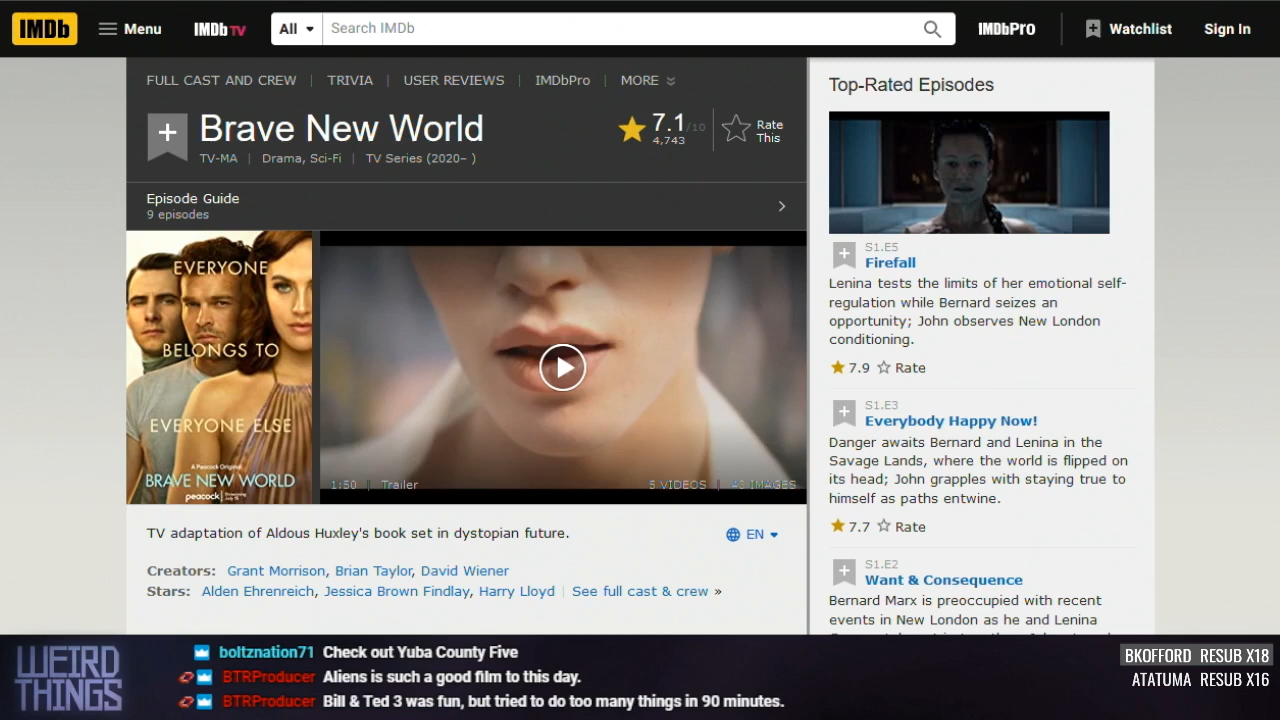 IMDb
Menu
IMDb TV
All
Search IMDb
IMDbPro
Watchlist
Sign In
FULL CAST AND CREW | TRIVIA | USER REVIEWS | IMDbPro | MORE
Brave New World
7.1/10
4,743
Rate This
TV-MA | Drama, Sci-Fi | TV Series (2020– )
Episode Guide
9 episodes
EVERYONE
BELONGS TO
EVERYONE ELSE
A Peacock Original
BRAVE NEW WORLD
peacock Streaming July 15
1:50 | Trailer
5 VIDEOS | 43 IMAGES
TV adaptation of Aldous Huxley's book set in dystopian future.
EN
Creators: Grant Morrison, Brian Taylor, David Wiener
Stars: Alden Ehrenreich, Jessica Brown Findlay, Harry Lloyd | See full cast & crew »
Top-Rated Episodes
S1.E5
Firefall
Lenina tests the limits of her emotional self-
regulation while Bernard seizes an
opportunity; John observes New London
conditioning.
7.9 Rate
S1.E3
Everybody Happy Now!
Danger awaits Bernard and Lenina in the
Savage Lands, where the world is flipped on
its head; John grapples with staying true to
himself as paths entwine.
7.7 Rate
S1.E2
Want & Consequence
Bernard Marx is preoccupied with recent
events in New London as he and Lenina
WEIRD
THINGS
boltznation71 Check out Yuba County Five
BTRProducer Aliens is such a good film to this day.
BTRProducer Bill & Ted 3 was fun, but tried to do too many things in 90 minutes.
BKOFFORD RESUB X18
ATATUMA RESUB X16